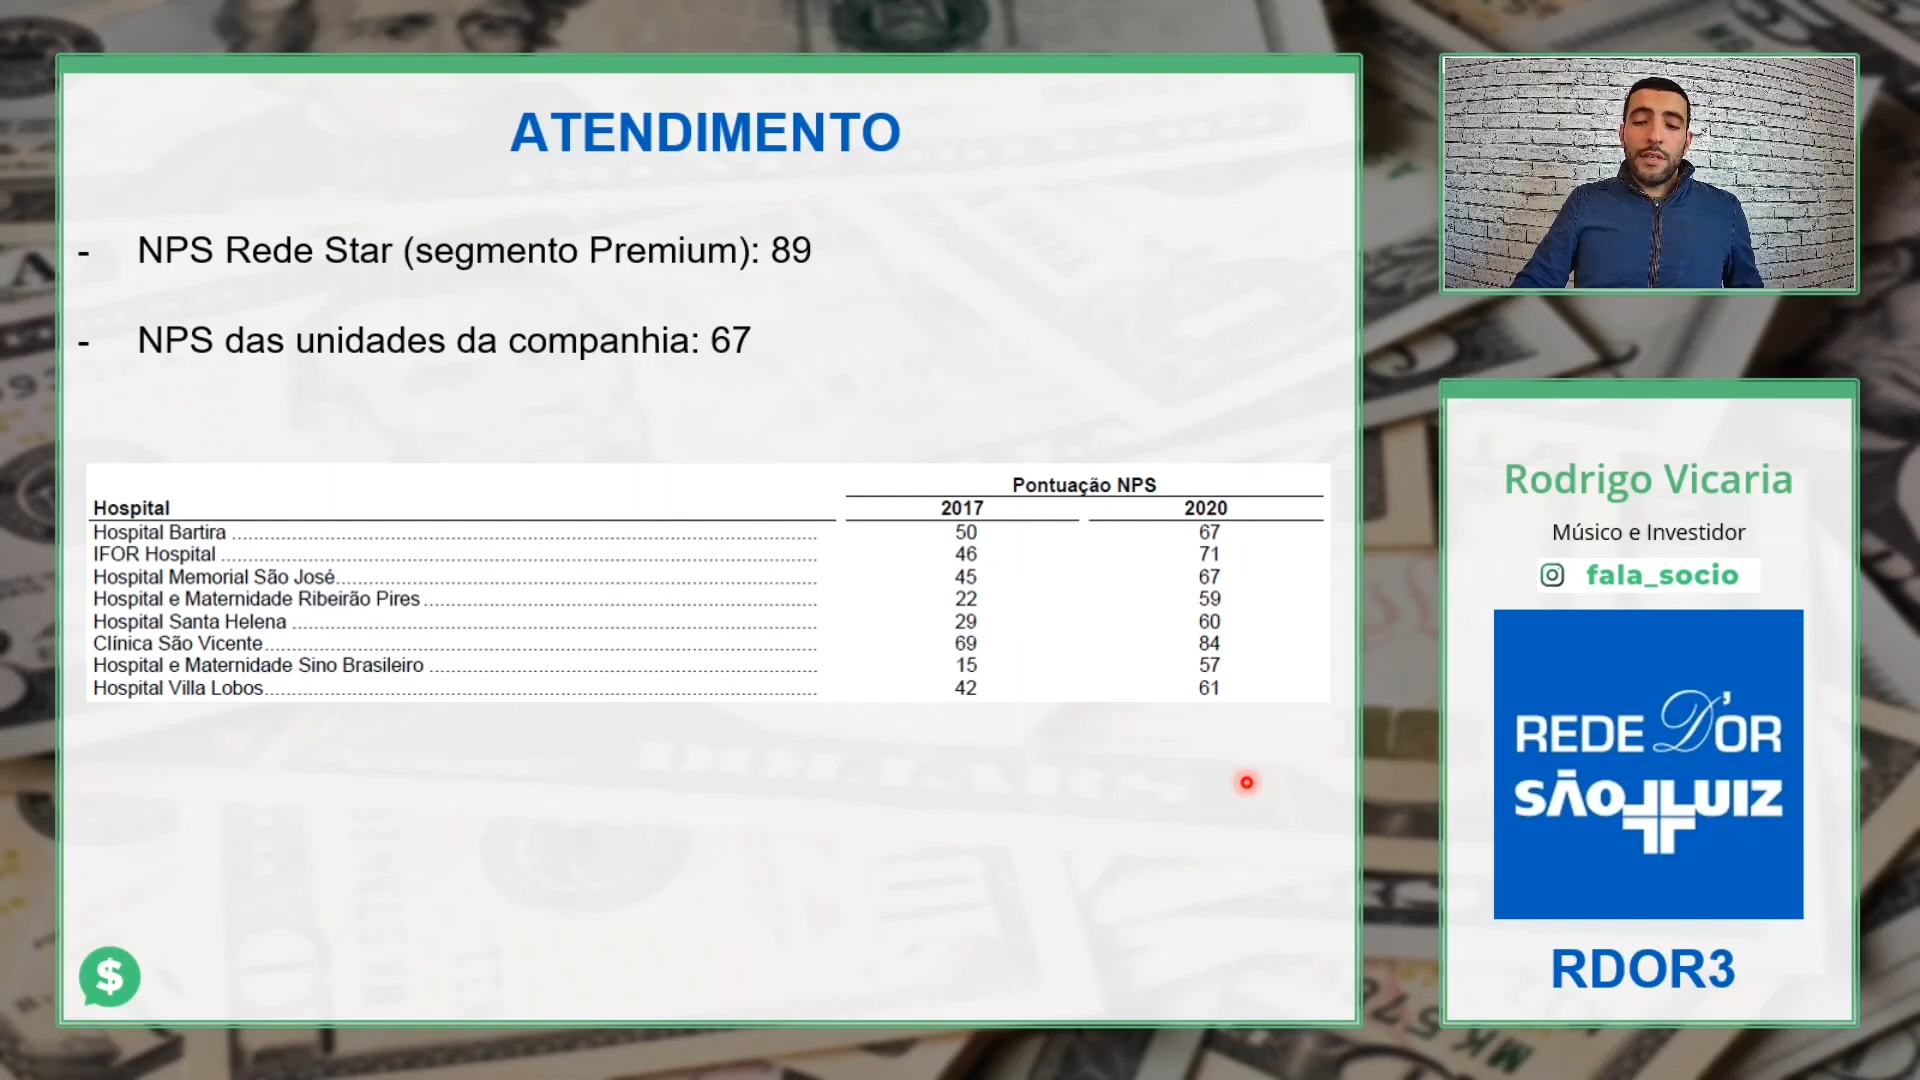 ATENDIMENTO
- NPS Rede Star (segmento Premium): 89
- NPS das unidades da companhia: 67
Pontuação NPS
Hospital 2017 2020
Hospital Bartira 50 67
IFOR Hospital 46 71
Hospital Memorial São José 45 67
Hospital e Maternidade Ribeirão Pires 22 59
Hospital Santa Helena 29 60
Clínica São Vicente 69 84
Hospital e Maternidade Sino Brasileiro 15 57
Hospital Villa Lobos 42 61
$
Rodrigo Vicaria
Músico e Investidor
fala_socio
REDE D'OR
SÃO LUIZ
RDOR3